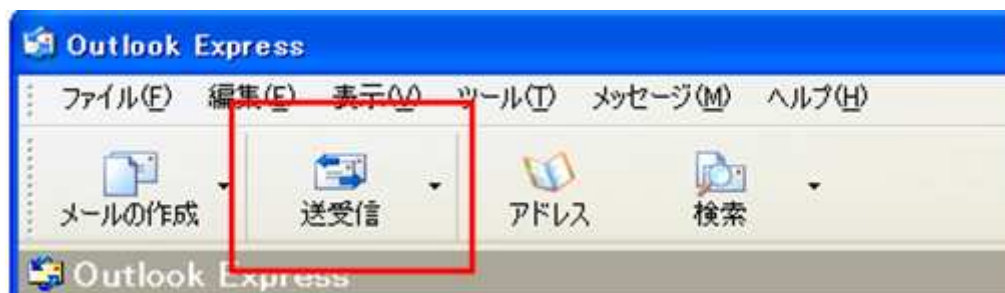 Outlook Express
ファイル(F) 編集(E) 表示(V) ツール(T) メッセージ(M) ヘルプ(H)
メールの作成 送受信 アドレス 検索
Outlook Express